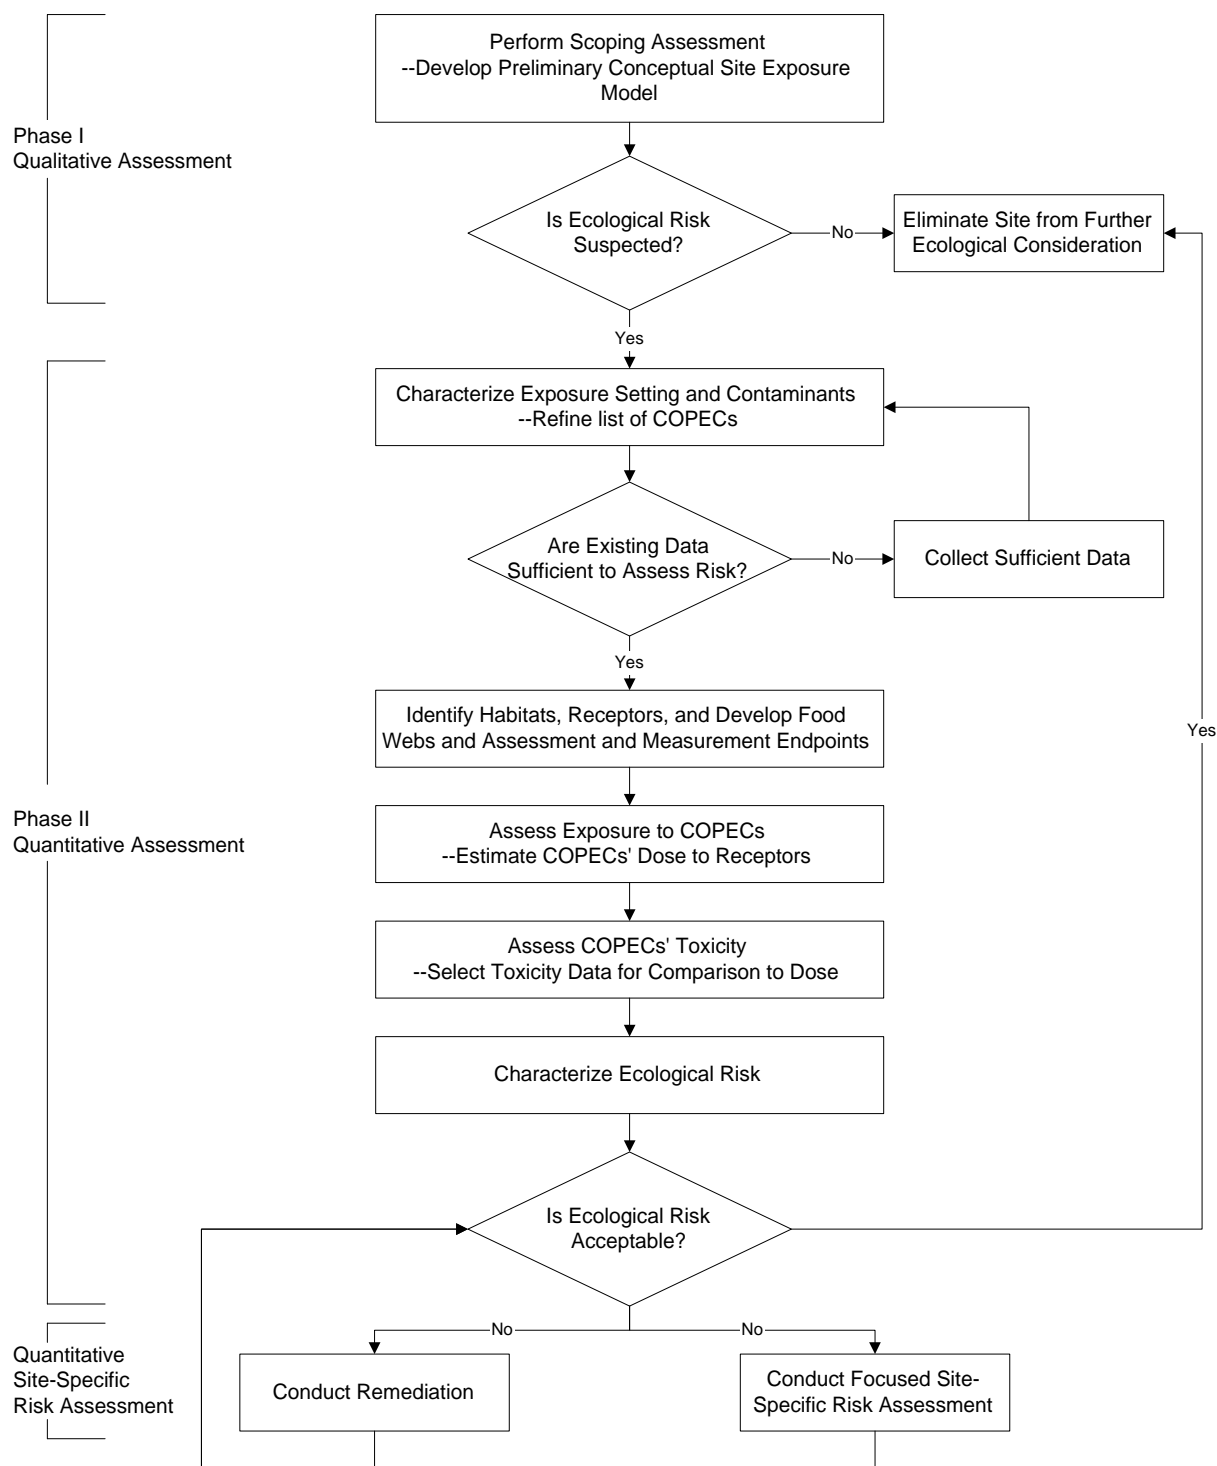 Perform Scoping Assessment
--Develop Preliminary Conceptual Site Exposure
Model
Phase I
Qualitative Assessment
Is Ecological Risk
Suspected?
No
Eliminate Site from Further
Ecological Consideration
Yes
Characterize Exposure Setting and Contaminants
--Refine list of COPECs
Are Existing Data
Sufficient to Assess Risk?
No
Collect Sufficient Data
Yes
Identify Habitats, Receptors, and Develop Food
Webs and Assessment and Measurement Endpoints
Yes
Phase II
Quantitative Assessment
Assess Exposure to COPECs
--Estimate COPECs' Dose to Receptors
Assess COPECs' Toxicity
--Select Toxicity Data for Comparison to Dose
Characterize Ecological Risk
Is Ecological Risk
Acceptable?
No
No
Quantitative
Site-Specific
Risk Assessment
Conduct Remediation
Conduct Focused Site-
Specific Risk Assessment